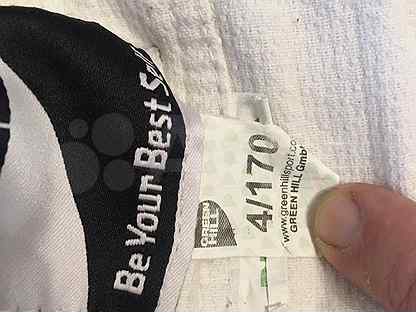 Be Your Best
GREEN
HILL
4/170
www.greenhillsport.co
GREEN HILL GmbH